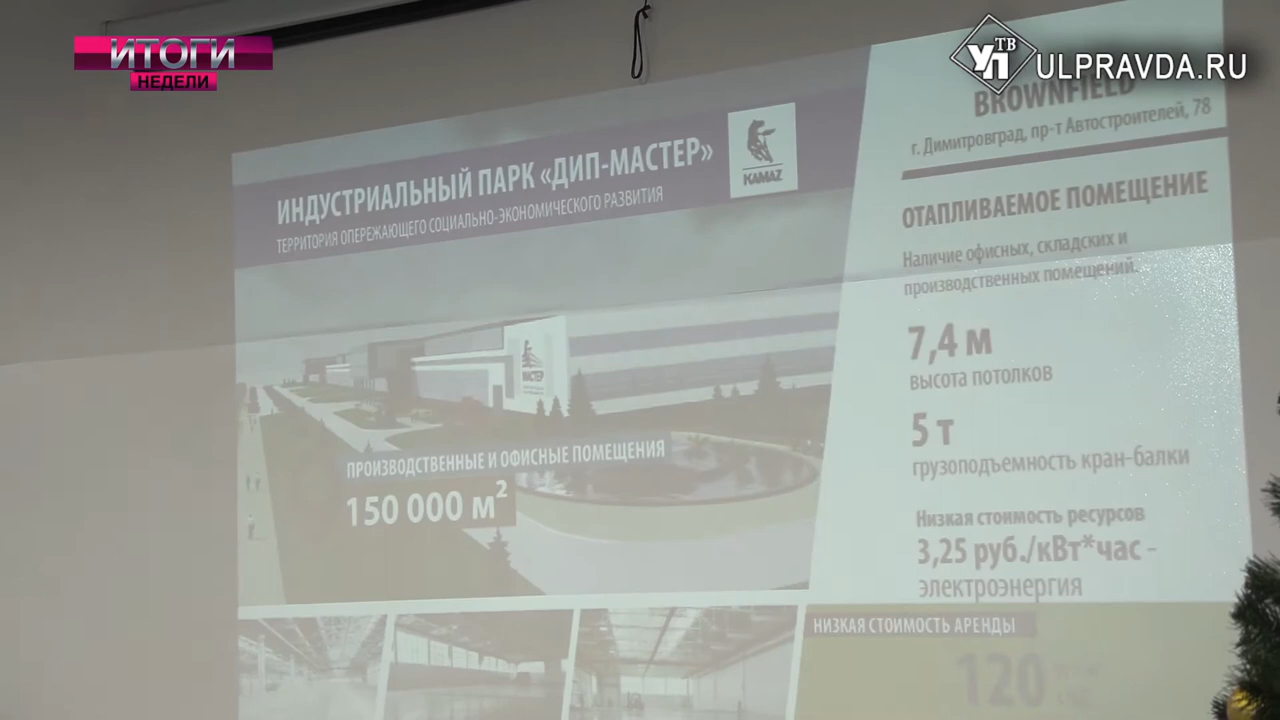 ИТОГИ
НЕДЕЛИ
УП ТВ
ULPRAVDA.RU
ИНДУСТРИАЛЬНЫЙ ПАРК «ДИП-МАСТЕР»
ТЕРРИТОРИЯ ОПЕРЕЖАЮЩЕГО СОЦИАЛЬНО-ЭКОНОМИЧЕСКОГО РАЗВИТИЯ
KAMAZ
МАСТЕР
ПРОИЗВОДСТВЕННЫЕ И ОФИСНЫЕ ПОМЕЩЕНИЯ
150 000 м²
BROWNFIELD
г. Димитровград, пр-т Автостроителей, 78
ОТАПЛИВАЕМОЕ ПОМЕЩЕНИЕ
Наличие офисных, складских и
производственных помещений.
7,4 м
высота потолков
5 т
грузоподъемность кран-балки
Низкая стоимость ресурсов
3,25 руб./кВт*час -
электроэнергия
НИЗКАЯ СТОИМОСТЬ АРЕНДЫ
120